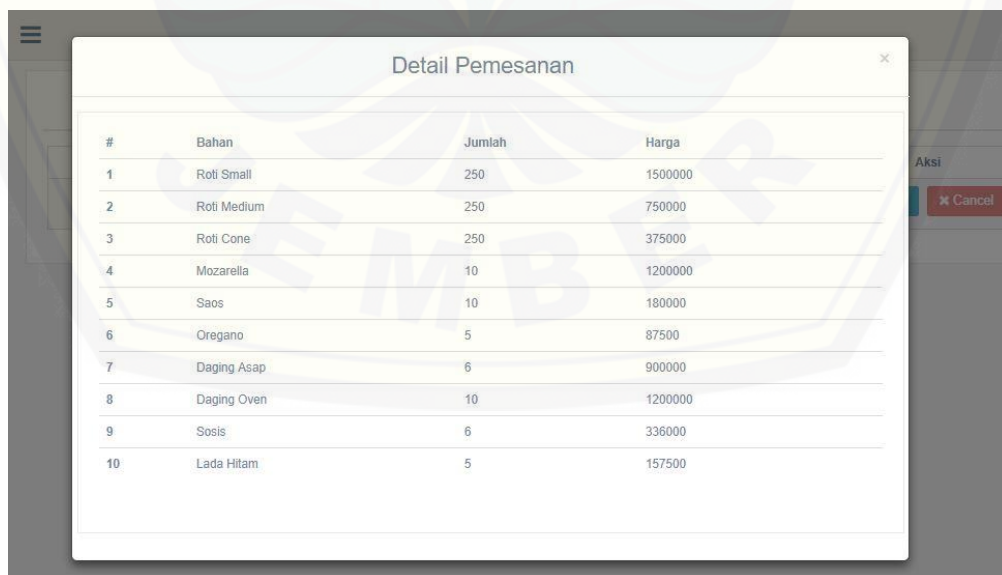 Detail Pemesanan ×
# Bahan Jumlah Harga
1 Roti Small 250 1500000
2 Roti Medium 250 750000
3 Roti Cone 250 375000
4 Mozarella 10 1200000
5 Saos 10 180000
6 Oregano 5 87500
7 Daging Asap 6 900000
8 Daging Oven 10 1200000
9 Sosis 6 336000
10 Lada Hitam 5 157500
Aksi
× Cancel
EMBER